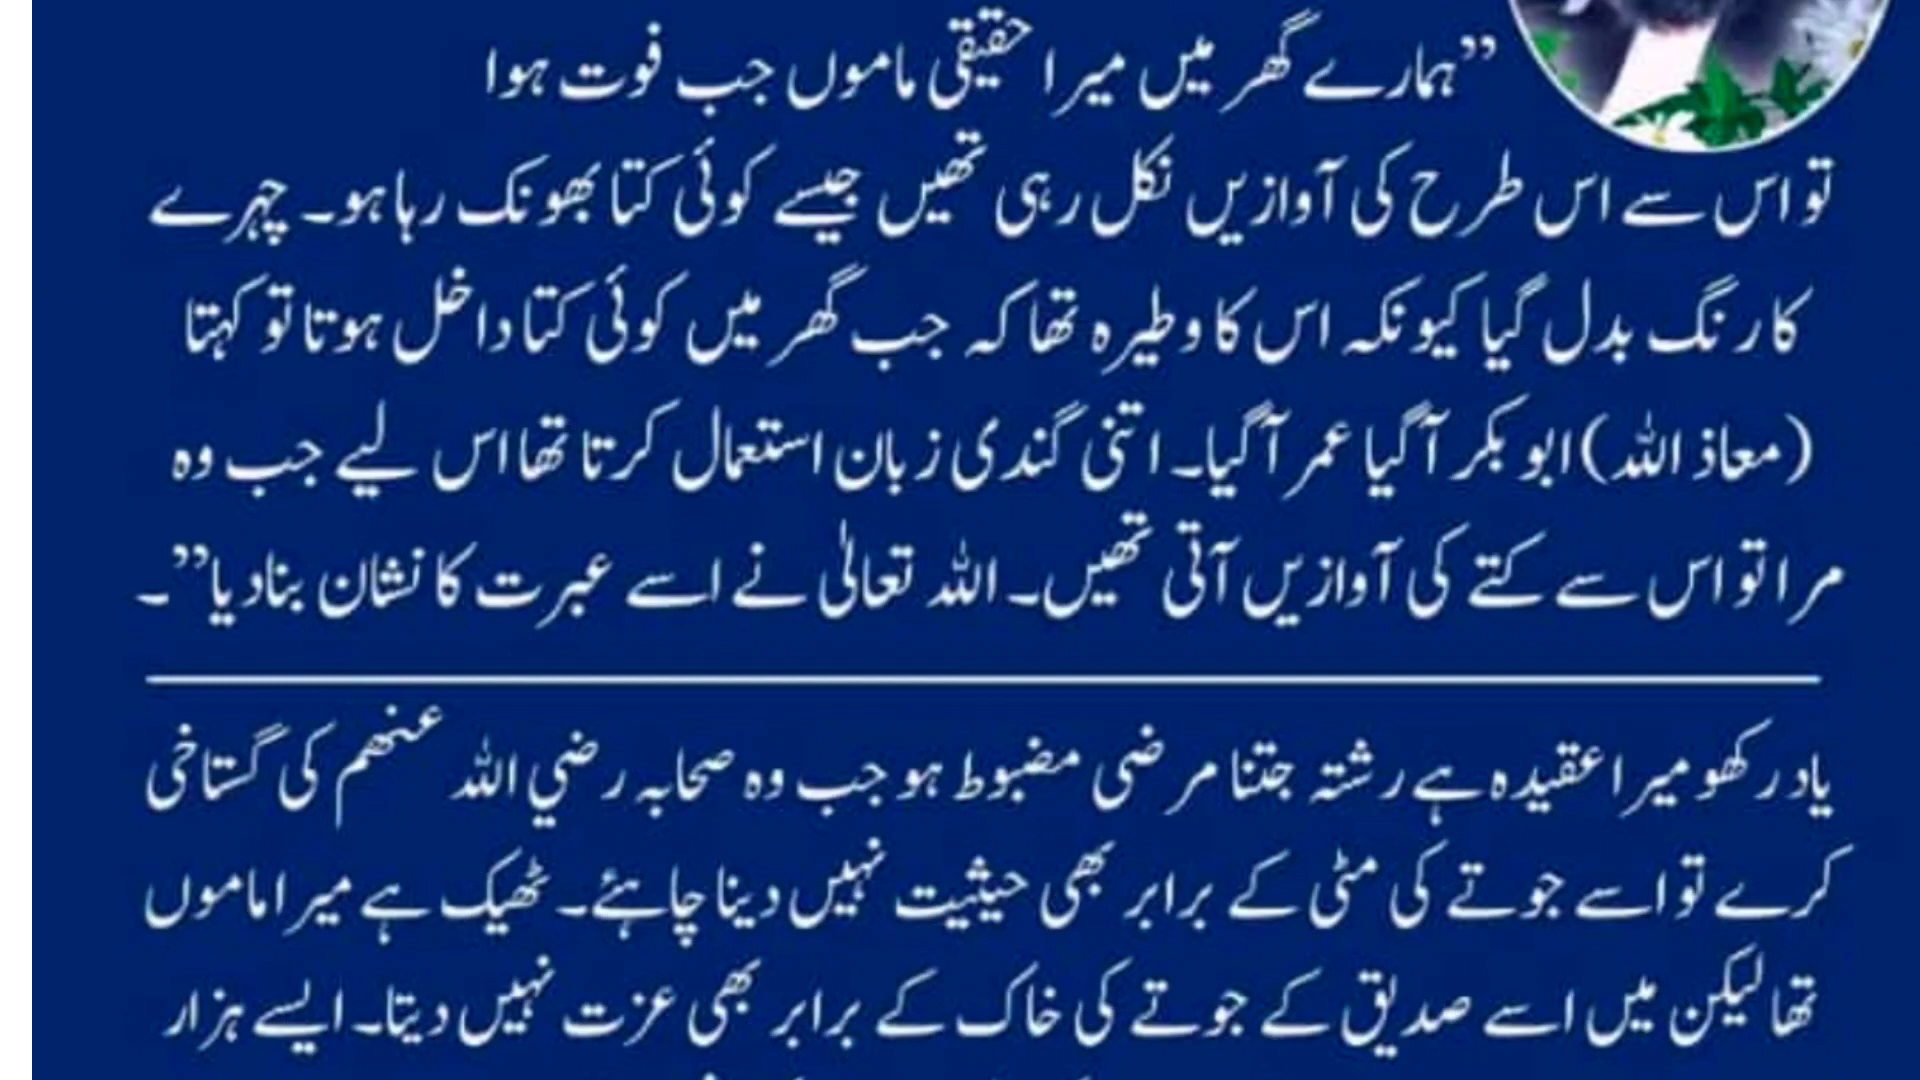 ”ہمارے گھر میں میرا حقیقی ماموں جب فوت ہوا
تو اس سے اس طرح کی آوازیں نکل رہی تھیں جیسے کوئی کتا بھونک رہا ہو۔ چہرے
کا رنگ بدل گیا کیونکہ اس کا وطیرہ تھا کہ جب گھر میں کوئی کتا داخل ہوتا تو کہتا
(معاذ اللہ) ابو بکر آگیا عمر آگیا۔ اتنی گندی زبان استعمال کرتا تھا اس لیے جب وہ
مرا تو اس سے کتے کی آوازیں آتی تھیں۔ اللہ تعالیٰ نے اسے عبرت کا نشان بنا دیا”۔
یاد رکھو میرا عقیدہ ہے رشتہ جتنا مرضی مضبوط ہو جب وہ صحابہ رضي اللہ عنھم کی گستاخی
کرے تو اسے جوتے کی مٹی کے برابر بھی حیثیت نہیں دینا چاہئے۔ ٹھیک ہے میرا ماموں
تھا لیکن میں اسے صدیق کے جوتے کی خاک کے برابر بھی عزت نہیں دیتا۔ ایسے ہزار